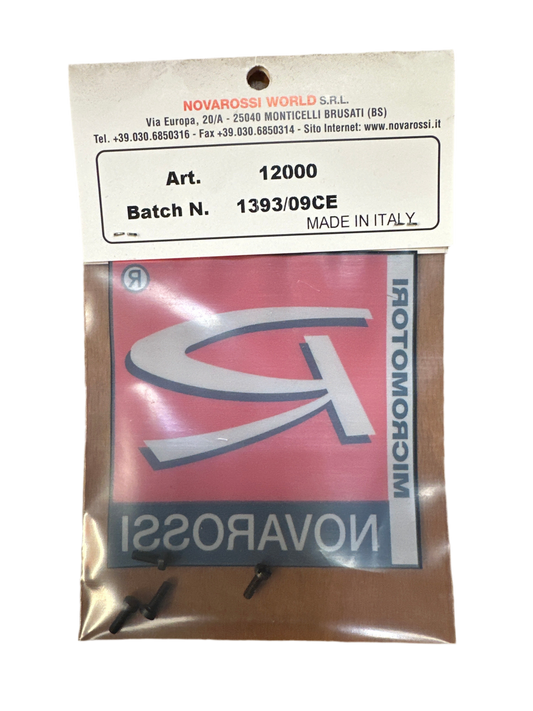 NOVAROSSI WORLD S.R.L.
Via Europa, 20/A - 25040 MONTICELLI BRUSATI (BS)
Tel. +39.030.6850316 - Fax +39.030.6850314 - Sito Internet: www.novarossi.it
Art. 12000
Batch N. 1393/09CE
MADE IN ITALY
®
MICROMOTORI
NOVAROSSI